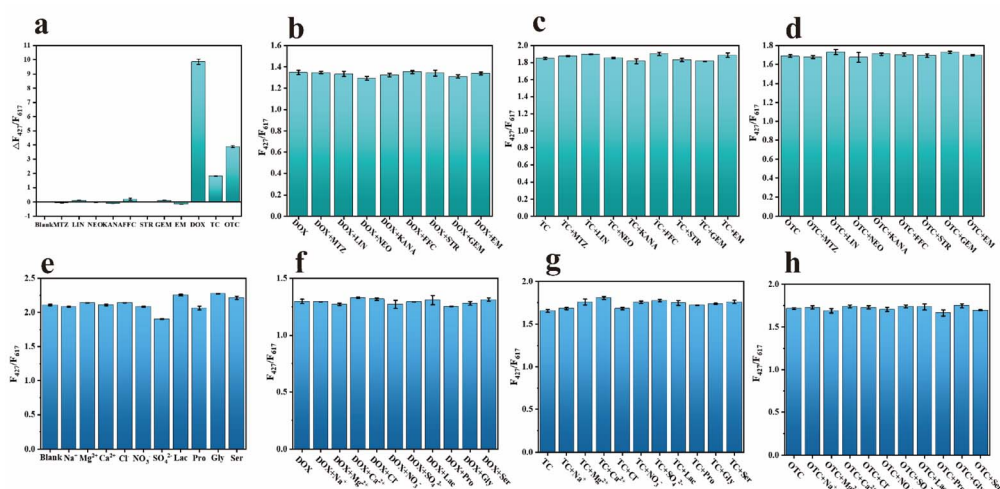 a
△F427/F617
11
10
9
8
7
6
5
4
3
2
1
0
-1
Blank MTZ LIN NEO KANA FFC STR GEM EM DOX TC OTC
b
F427/F617
1.6
1.4
1.2
1.0
0.8
0.6
0.4
0.2
0.0
DOX
DOX+MTZ
DOX+LIN
DOX+NEO
DOX+KANA
DOX+FFC
DOX+STR
DOX+GEM
DOX+EM
c
F427/F617
2.0
1.8
1.6
1.4
1.2
1.0
0.8
0.6
0.4
0.2
0.0
TC
TC+MTZ
TC+LIN
TC+NEO
TC+KANA
TC+FFC
TC+STR
TC+GEM
TC+EM
d
F427/F617
1.8
1.6
1.4
1.2
1.0
0.8
0.6
0.4
0.2
0.0
OTC
OTC+MTZ
OTC+LIN
OTC+NEO
OTC+KANA
OTC+FFC
OTC+STR
OTC+GEM
OTC+EM
e
F427/F617
2.5
2.0
1.5
1.0
0.5
0.0
Blank Na⁺ Mg²⁺ Ca²⁺ Cl⁻ NO₃⁻ SO₄²⁻ Lac Pro Gly Ser
f
F427/F617
1.5
1.0
0.5
0.0
DOX
DOX+Na⁺
DOX+Mg²⁺
DOX+Ca²⁺
DOX+Cl⁻
DOX+NO₃⁻
DOX+SO₄²⁻
DOX+Lac
DOX+Pro
DOX+Gly
DOX+Ser
g
F427/F617
2.0
1.5
1.0
0.5
0.0
TC
TC+Na⁺
TC+Mg²⁺
TC+Ca²⁺
TC+Cl⁻
TC+NO₃⁻
TC+SO₄²⁻
TC+Lac
TC+Pro
TC+Gly
TC+Ser
h
F427/F617
2.0
1.5
1.0
0.5
0.0
OTC
OTC+Na⁺
OTC+Mg²⁺
OTC+Ca²⁺
OTC+Cl⁻
OTC+NO₃⁻
OTC+SO₄²⁻
OTC+Lac
OTC+Pro
OTC+Gly
OTC+Ser